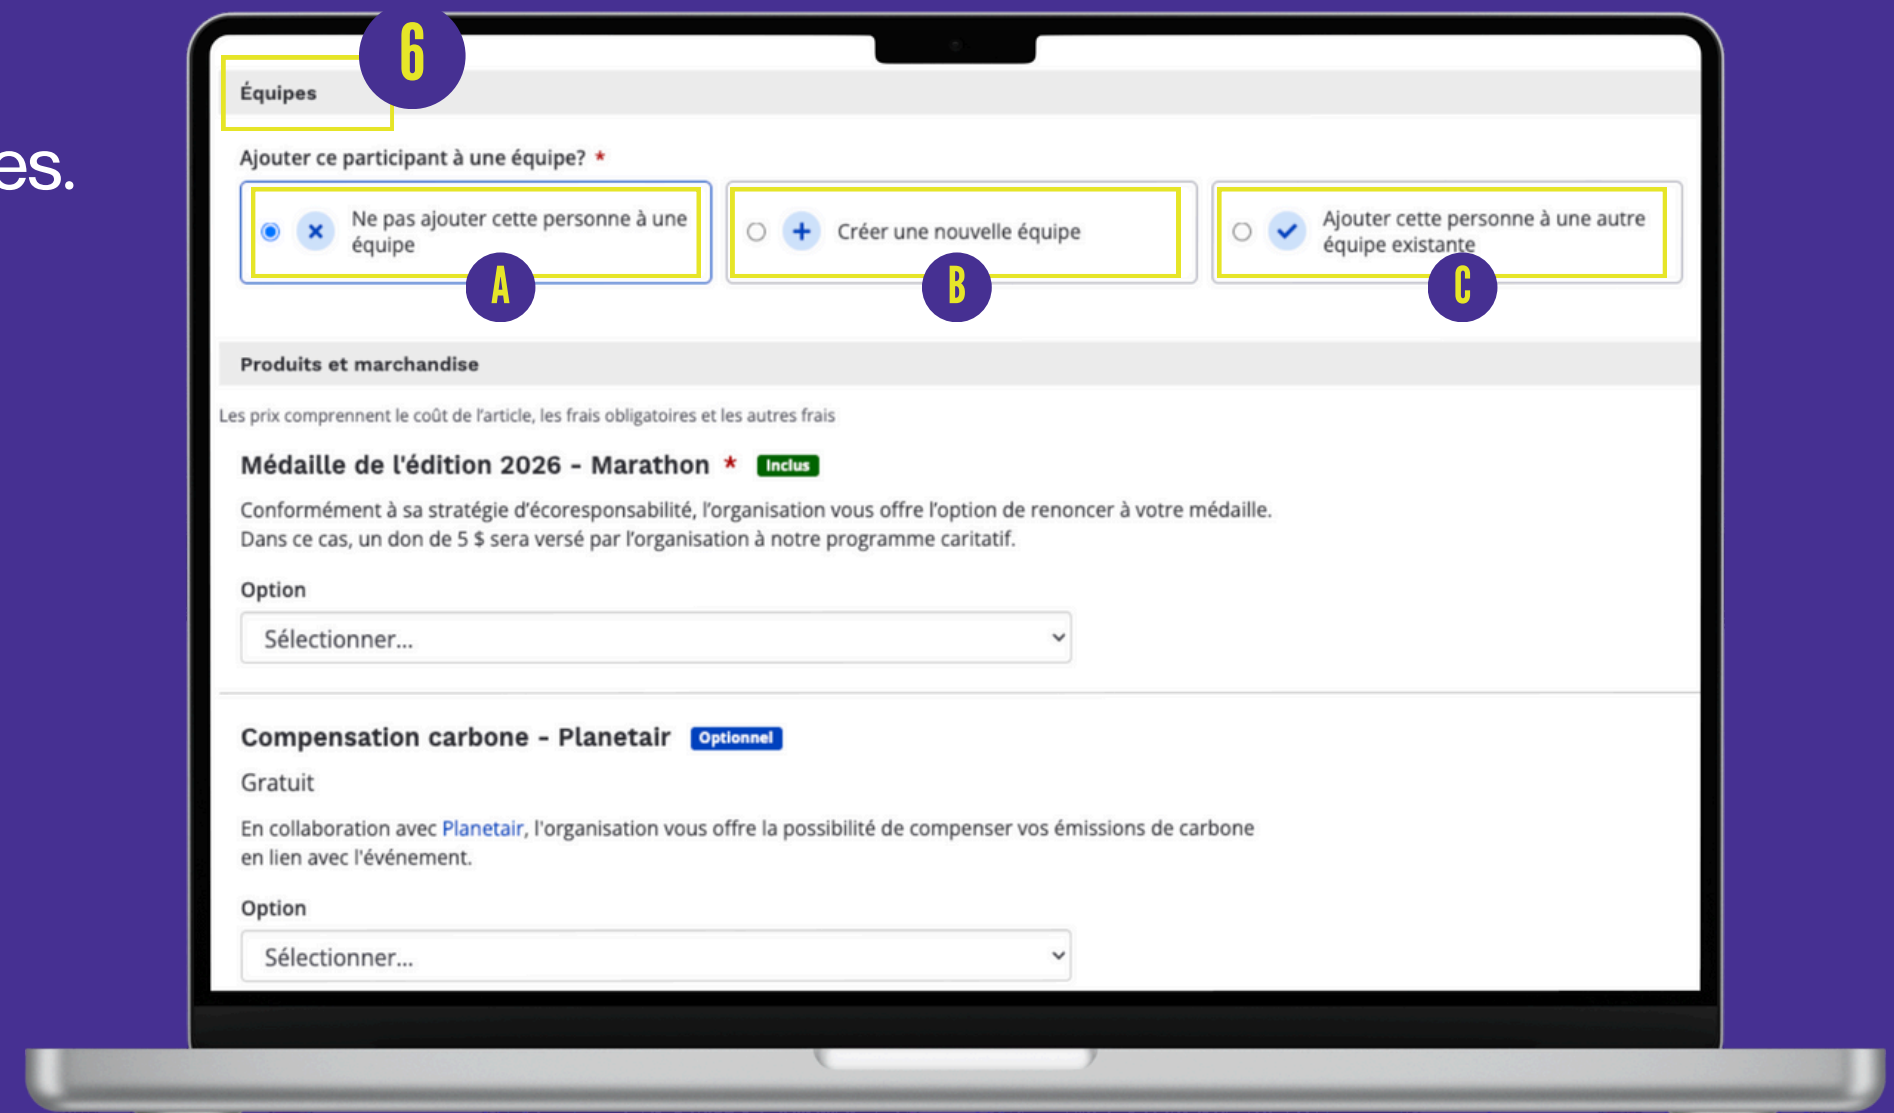 6
Équipes
es.
Ajouter ce participant à une équipe? *
Ne pas ajouter cette personne à une
équipe
A
Créer une nouvelle équipe
B
Ajouter cette personne à une autre
équipe existante
C
Produits et marchandise
Les prix comprennent le coût de l'article, les frais obligatoires et les autres frais
Médaille de l'édition 2026 - Marathon * Inclus
Conformément à sa stratégie d'écoresponsabilité, l'organisation vous offre l'option de renoncer à votre médaille.
Dans ce cas, un don de 5 $ sera versé par l'organisation à notre programme caritatif.
Option
Sélectionner...
Compensation carbone - Planetair Optionnel
Gratuit
En collaboration avec Planetair, l'organisation vous offre la possibilité de compenser vos émissions de carbone
en lien avec l'événement.
Option
Sélectionner...